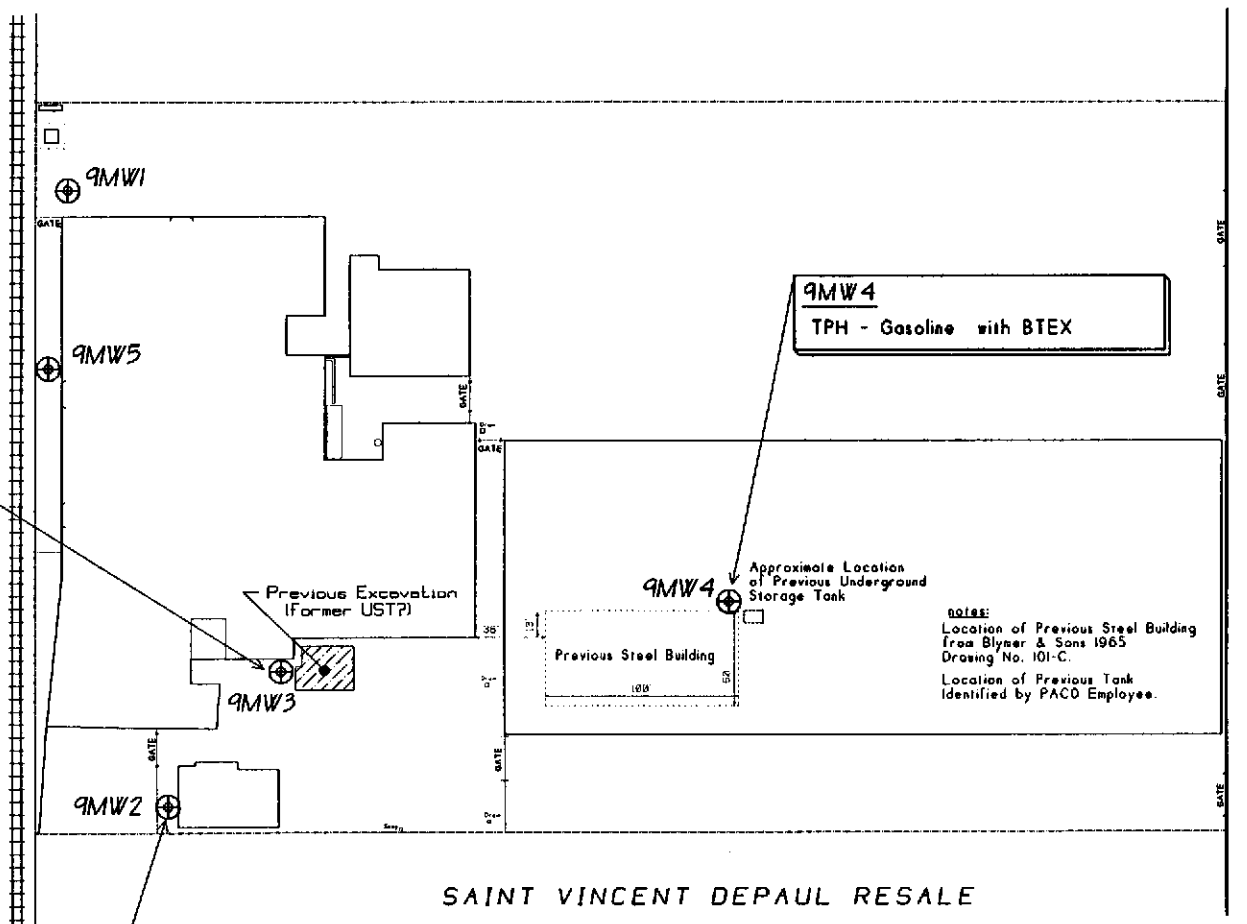 9MW1
GATE
GATE
9MW4
TPH - Gasoline with BTEX
9MW5
GATE
GATE
GATE
9MW4
Approximate Location
of Previous Underground
Storage Tank
Previous Excavation
(Former UST?)
36'
Previous Steel Building
100'
notes:
Location of Previous Steel Building
from Blymer & Sons 1965
Drawing No. 101-C.
Location of Previous Tank
Identified by PACO Employee.
9MW3
GATE
GATE
GATE
9MW2
SAINT VINCENT DEPAUL RESALE